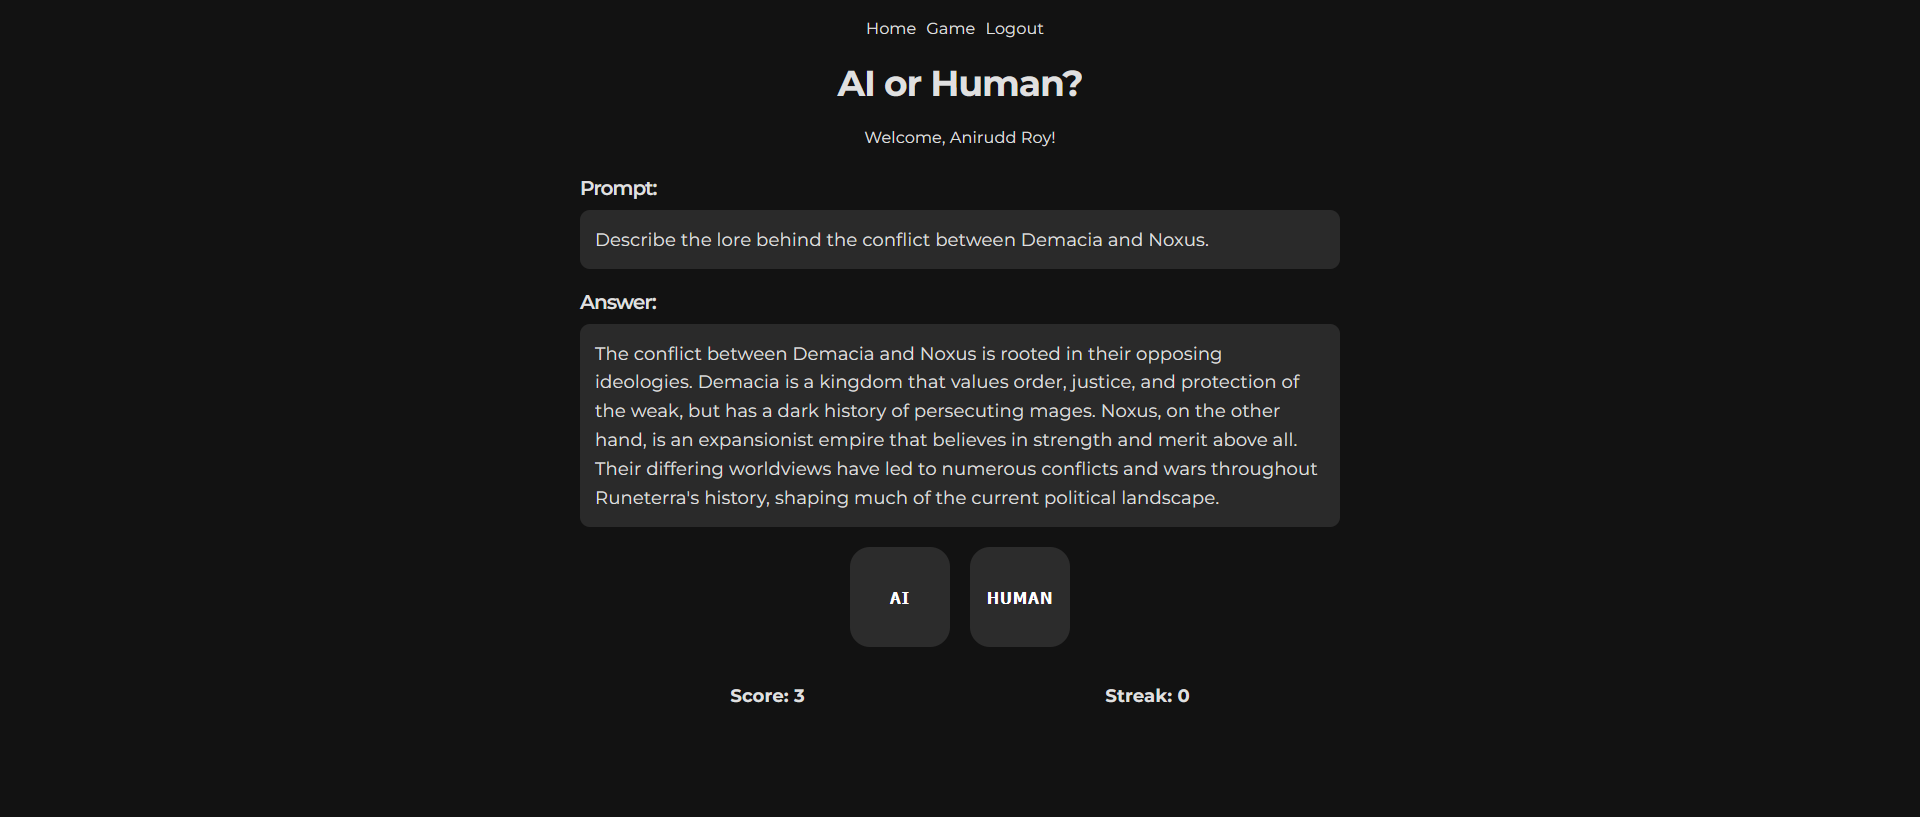 Home Game Logout
AI or Human?
Welcome, Anirudd Roy!
Prompt:
Describe the lore behind the conflict between Demacia and Noxus.
Answer:
The conflict between Demacia and Noxus is rooted in their opposing
ideologies. Demacia is a kingdom that values order, justice, and protection of
the weak, but has a dark history of persecuting mages. Noxus, on the other
hand, is an expansionist empire that believes in strength and merit above all.
Their differing worldviews have led to numerous conflicts and wars throughout
Runeterra's history, shaping much of the current political landscape.
AI HUMAN
Score: 3 Streak: 0